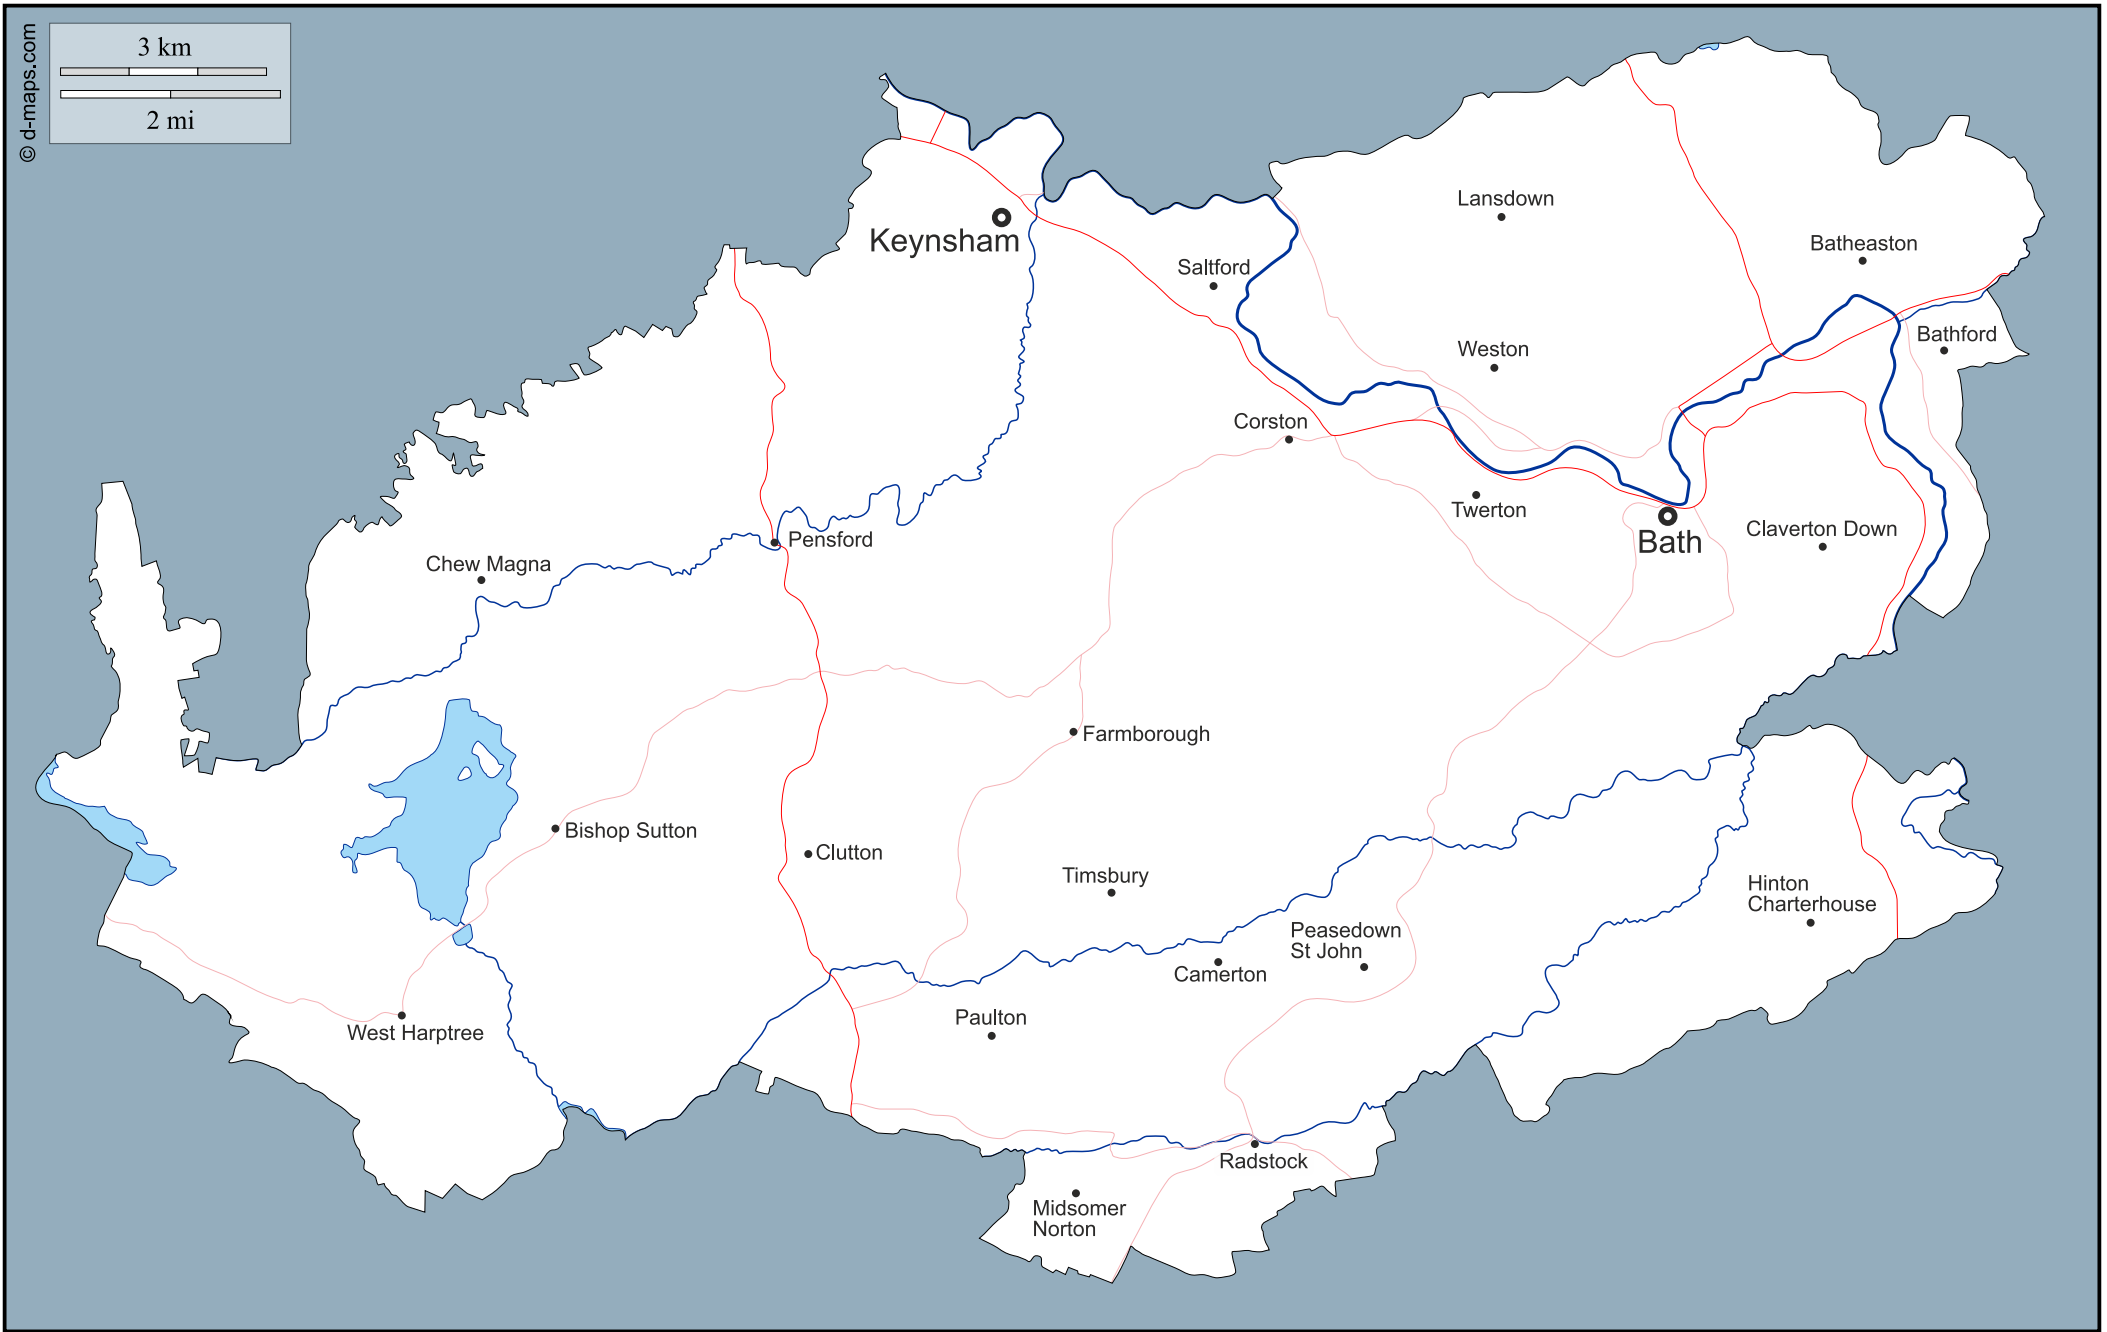 © d-maps.com
3 km
2 mi
Lansdown
Keynsham
Batheaston
Saltford
Bathford
Weston
Corston
Twerton
Claverton Down
Pensford
Bath
Chew Magna
Farmborough
Bishop Sutton
Clutton
Timsbury
Hinton
Charterhouse
Peasedown
St John
Camerton
Paulton
West Harptree
Radstock
Midsomer
Norton